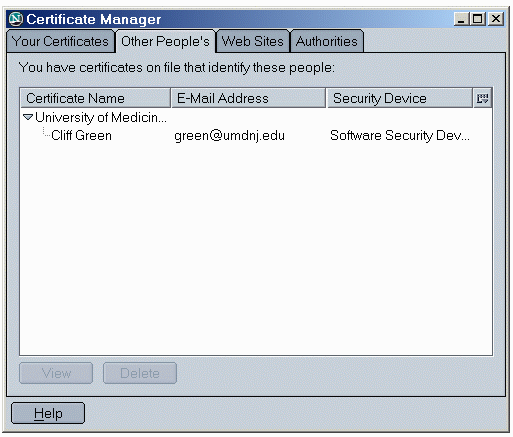 Certificate Manager
Your Certificates Other People's Web Sites Authorities
You have certificates on file that identify these people:
Certificate Name E-Mail Address Security Device
University of Medicin...
Cliff Green green@umdnj.edu Software Security Dev...
View Delete
Help